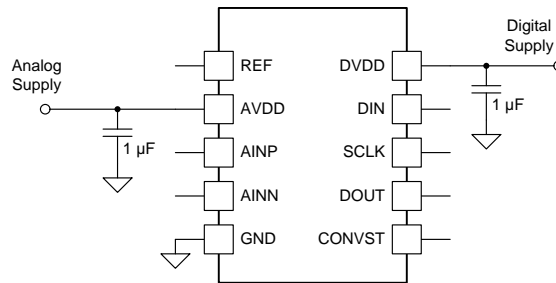 Analog
Supply
1 µF
REF
AVDD
AINP
AINN
GND
DVDD
DIN
SCLK
DOUT
CONVST
Digital
Supply
1 µF